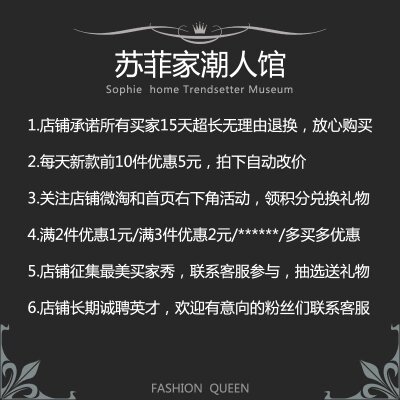 苏菲家潮人馆
Sophie home Trendsetter Museum
1.店铺承诺所有买家15天超长无理由退换，放心购买
2.每天新款前10件优惠5元，拍下自动改价
3.关注店铺微淘和首页右下角活动，领积分兑换礼物
4.满2件优惠1元/满3件优惠2元/******/多买多优惠
5.店铺征集最美买家秀，联系客服参与，抽选送礼物
6.店铺长期诚聘英才，欢迎有意向的粉丝们联系客服
FASHION QUEEN